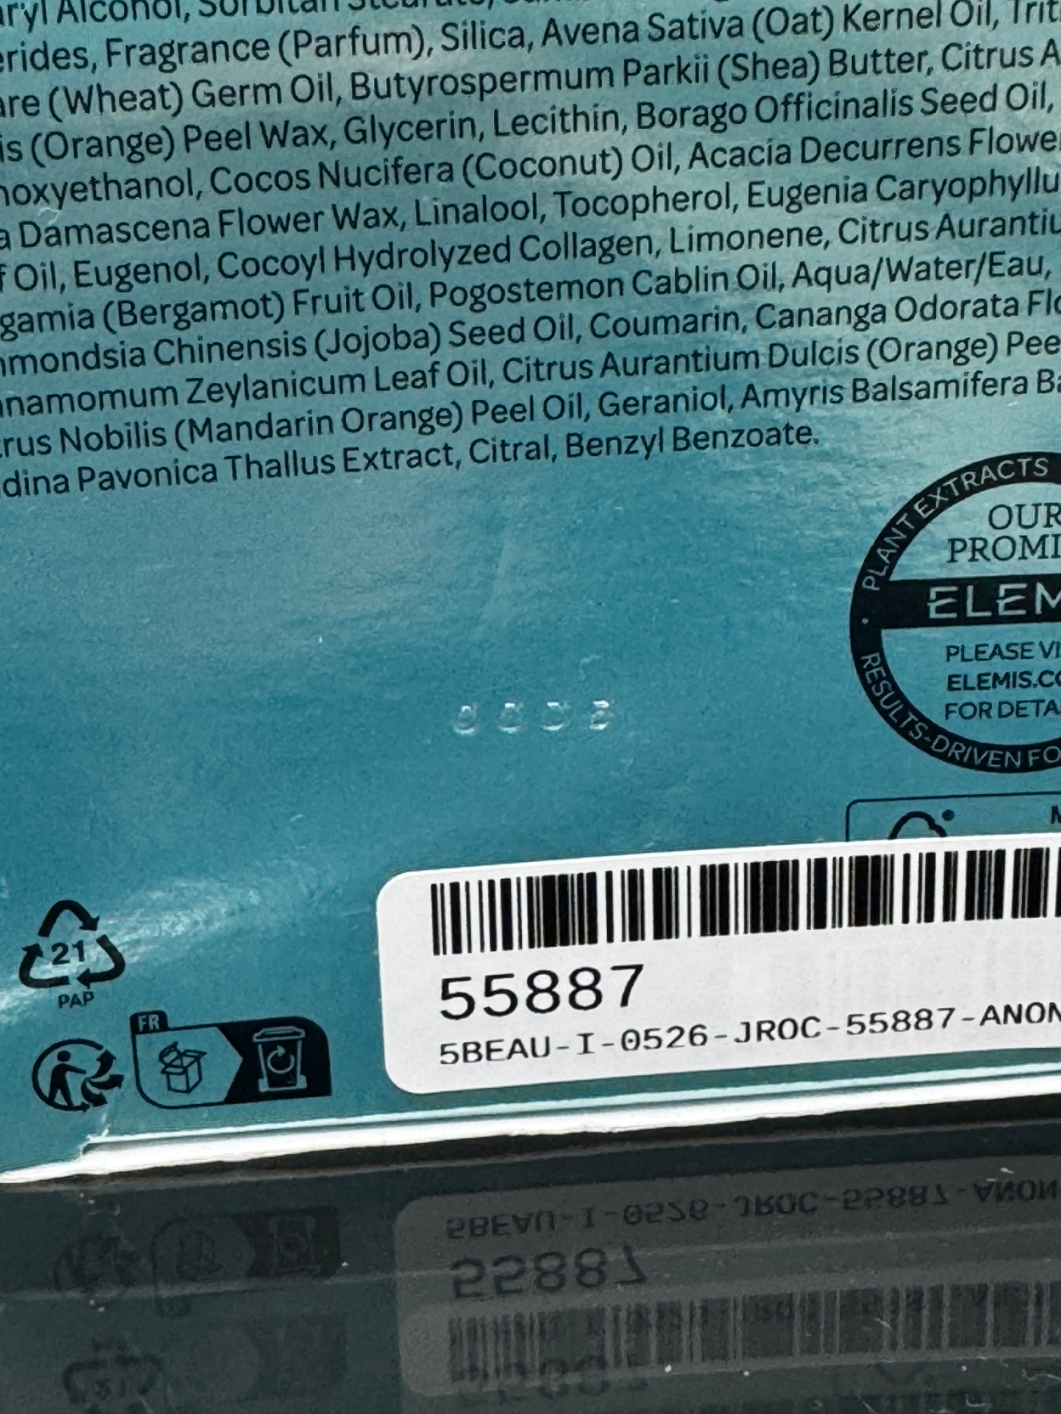 aryl Alcohol, Sorbitan Stearate,
erides, Fragrance (Parfum), Silica, Avena Sativa (Oat) Kernel Oil, Trit
are (Wheat) Germ Oil, Butyrospermum Parkii (Shea) Butter, Citrus A
is (Orange) Peel Wax, Glycerin, Lecithin, Borago Officinalis Seed Oil,
noxyethanol, Cocos Nucifera (Coconut) Oil, Acacia Decurrens Flowe
a Damascena Flower Wax, Linalool, Tocopherol, Eugenia Caryophyllu
f Oil, Eugenol, Cocoyl Hydrolyzed Collagen, Limonene, Citrus Aurantiu
gamia (Bergamot) Fruit Oil, Pogostemon Cablin Oil, Aqua/Water/Eau,
mmondsia Chinensis (Jojoba) Seed Oil, Coumarin, Cananga Odorata Fl
nnamomum Zeylanicum Leaf Oil, Citrus Aurantium Dulcis (Orange) Pee
trus Nobilis (Mandarin Orange) Peel Oil, Geraniol, Amyris Balsamifera Ba
dina Pavonica Thallus Extract, Citral, Benzyl Benzoate.
PLANT EXTRACTS
OUR
PROMI
ELEM
PLEASE VI
ELEMIS.CO
FOR DETA
RESULTS-DRIVEN FO
21
PAP
FR
55887
5BEAU-I-0526-JROC-55887-ANON